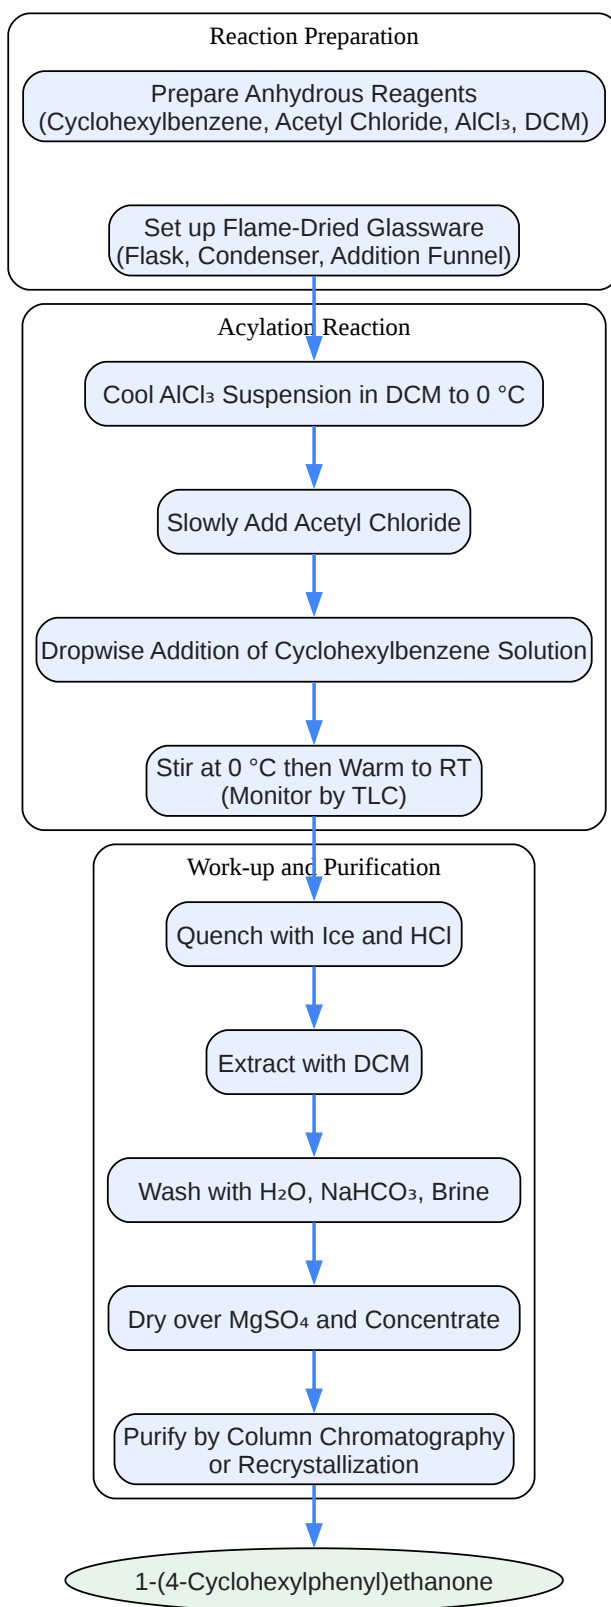 Reaction Preparation
Prepare Anhydrous Reagents
(Cyclohexylbenzene, Acetyl Chloride, AlCl₃, DCM)
Set up Flame-Dried Glassware
(Flask, Condenser, Addition Funnel)
Acylation Reaction
Cool AlCl₃ Suspension in DCM to 0 °C
Slowly Add Acetyl Chloride
Dropwise Addition of Cyclohexylbenzene Solution
Stir at 0 °C then Warm to RT
(Monitor by TLC)
Work-up and Purification
Quench with Ice and HCl
Extract with DCM
Wash with H₂O, NaHCO₃, Brine
Dry over MgSO₄ and Concentrate
Purify by Column Chromatography
or Recrystallization
1-(4-Cyclohexylphenyl)ethanone